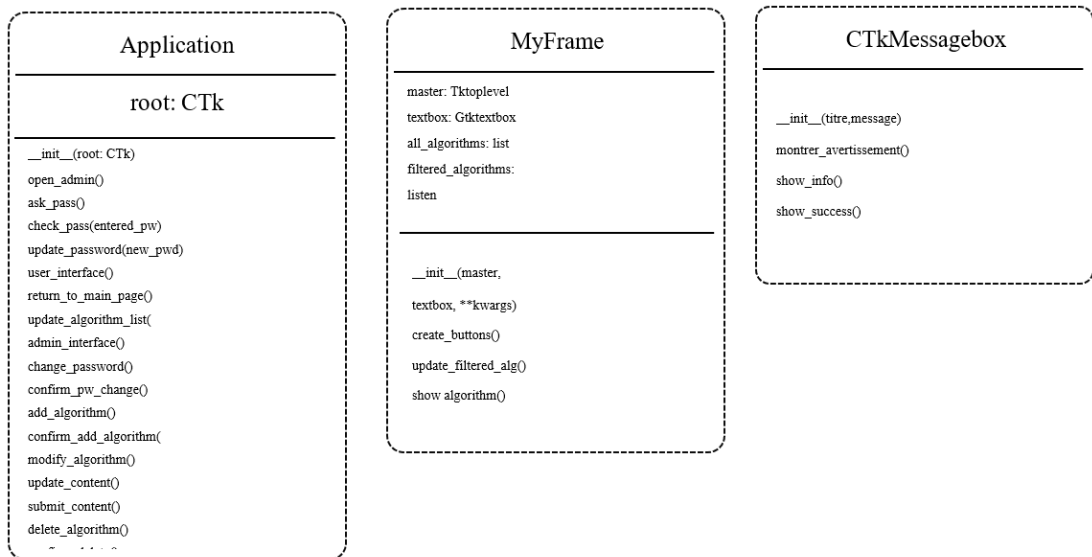 Application
root: CTk
__init__(root: CTk)
open_admin()
ask_pass()
check_pass(entered_pw)
update_password(new_pwd)
user_interface()
return_to_main_page()
update_algorithm_list(
admin_interface()
change_password()
confirm_pw_change()
add_algorithm()
confirm_add_algorithm(
modify_algorithm()
update_content()
submit_content()
delete_algorithm()
MyFrame
master: Tktoplevel
textbox: Gtktextbox
all_algorithms: list
filtered_algorithms:
listen
__init__(master,
textbox, **kwargs)
create_buttons()
update_filtered_alg()
show algorithm()
CTkMessagebox
__init__(titre,message)
montrer_avertissement()
show_info()
show_success()